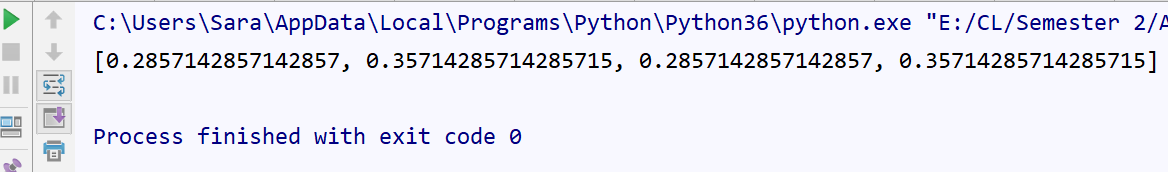 C:\Users\Sara\AppData\Local\Programs\Python\Python36\python.exe "E:/CL/Semester 2/A
[0.2857142857142857, 0.35714285714285715, 0.2857142857142857, 0.35714285714285715]
Process finished with exit code 0